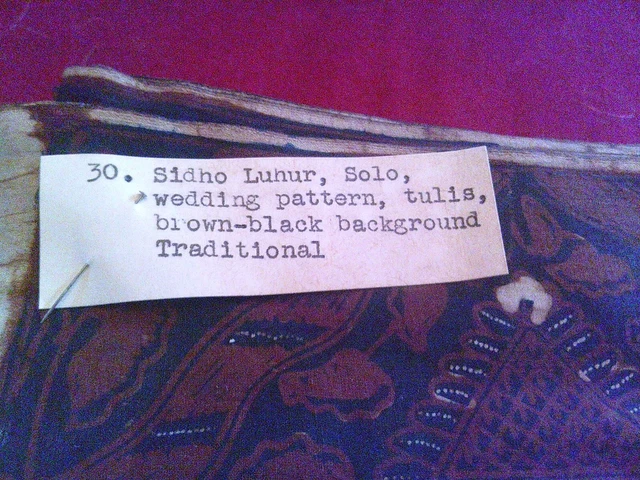 30. Sidho Luhur, Solo,
wedding pattern, tulis,
brown-black background
Traditional